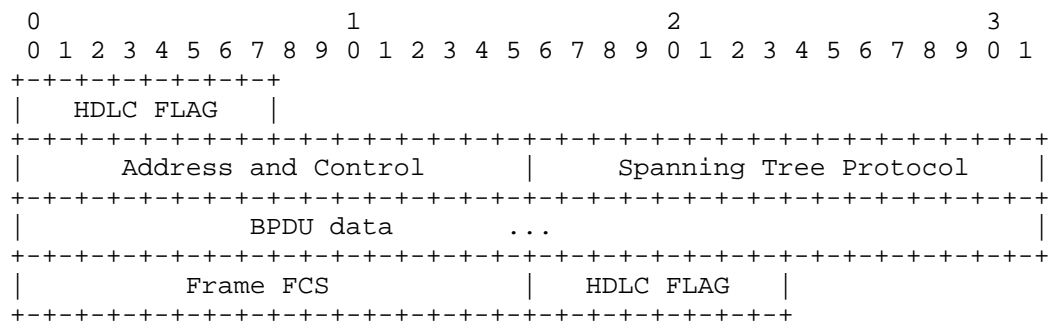 0                   1                   2                   3
 0 1 2 3 4 5 6 7 8 9 0 1 2 3 4 5 6 7 8 9 0 1 2 3 4 5 6 7 8 9 0 1
+-+-+-+-+-+-+-+-+
|   HDLC FLAG   |
+-+-+-+-+-+-+-+-+-+-+-+-+-+-+-+-+-+-+-+-+-+-+-+-+-+-+-+-+-+-+-+-+
|      Address and Control      |     Spanning Tree Protocol    |
+-+-+-+-+-+-+-+-+-+-+-+-+-+-+-+-+-+-+-+-+-+-+-+-+-+-+-+-+-+-+-+-+
|              BPDU data       ...                              |
+-+-+-+-+-+-+-+-+-+-+-+-+-+-+-+-+-+-+-+-+-+-+-+-+-+-+-+-+-+-+-+-+
|          Frame FCS            |   HDLC FLAG   |
+-+-+-+-+-+-+-+-+-+-+-+-+-+-+-+-+-+-+-+-+-+-+-+-+